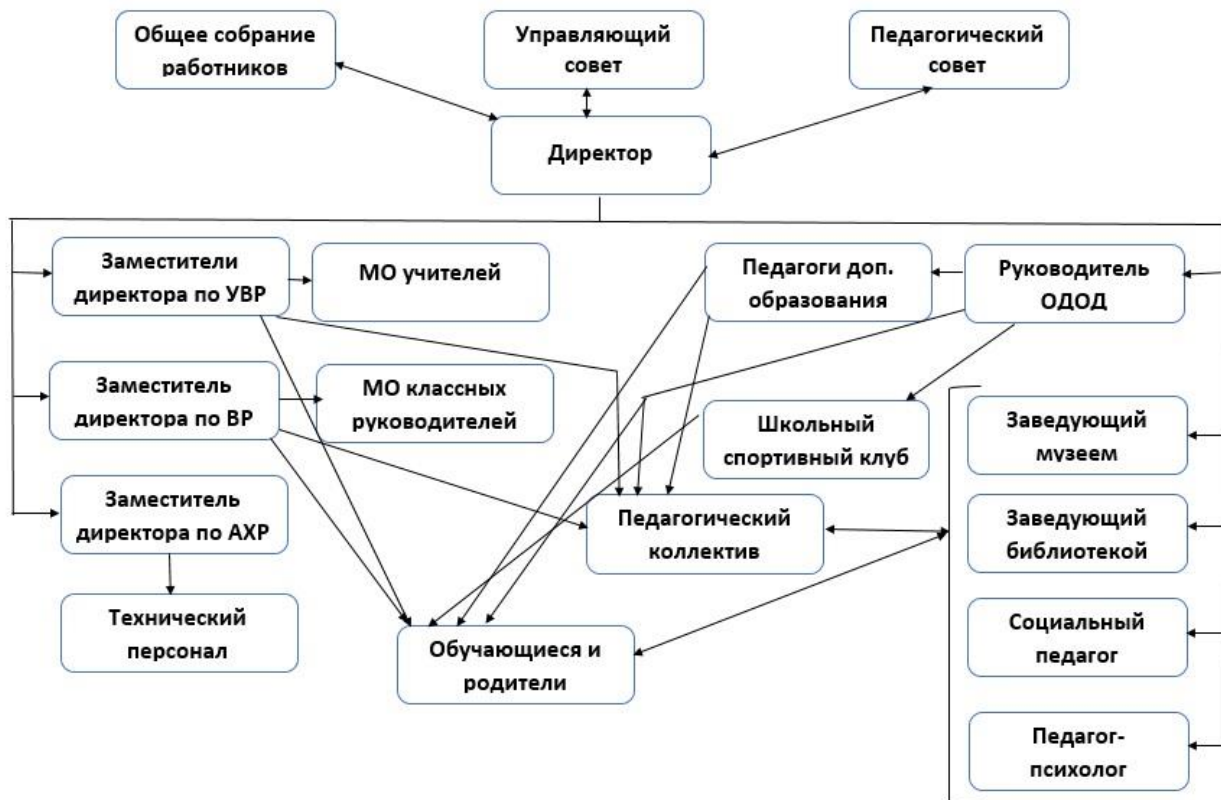 Общее собрание
работников
Управляющий
совет
Педагогический
совет
Директор
Заместители
директора по УВР
МО учителей
Педагоги доп.
образования
Руководитель
ОДОД
Заместитель
директора по ВР
МО классных
руководителей
Школьный
спортивный клуб
Заведующий
музеем
Заместитель
директора по АХР
Педагогический
коллектив
Заведующий
библиотекой
Технический
персонал
Обучающиеся и
родители
Социальный
педагог
Педагог-
психолог